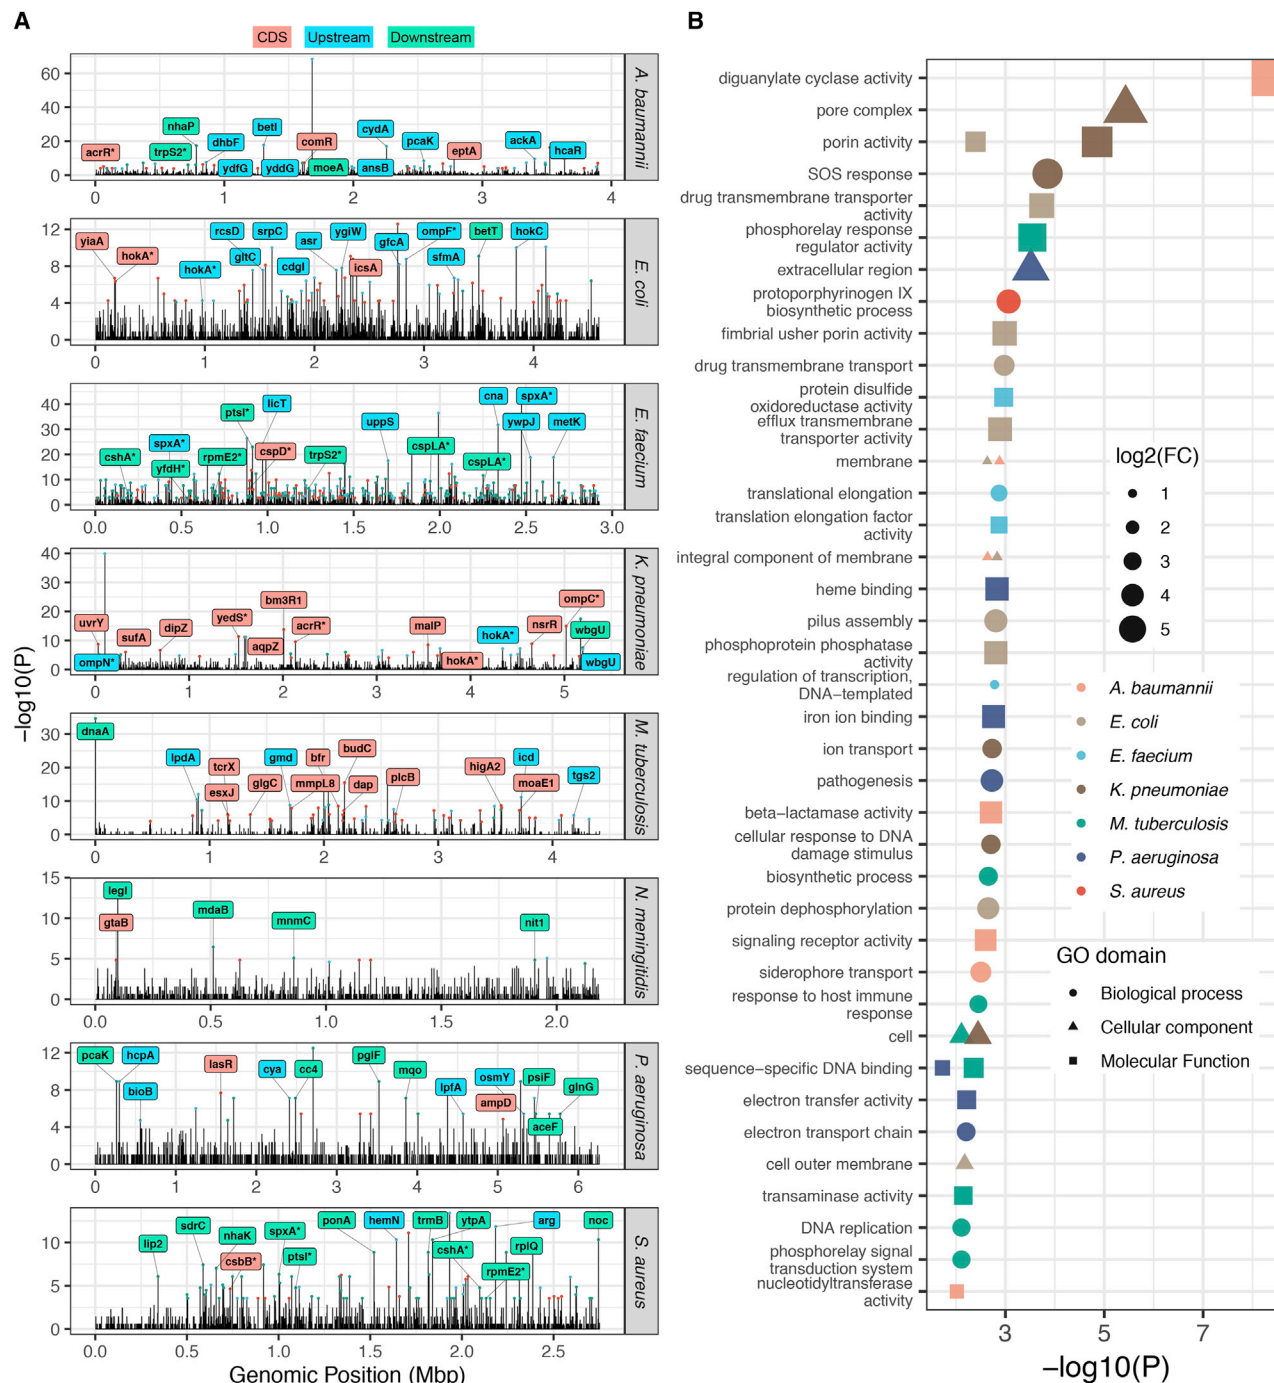 A
CDS Upstream Downstream
−log10(P)
60
40
20
0
nhaP
betI
cydA
dhbF
comR
pcaK
ackA
acrR*
trpS2*
eptA
hcaR
ydfG
yddG
moeA
ansB
0 1 2 3 4
A. baumannii
12
8
4
0
rcsD
srpC
ygiW
ompF*
betT
hokC
yiaA
asr
gfcA
hokA*
gltC
sfmA
hokA*
cdgI
icsA
0 1 2 3 4
E. coli
40
30
20
10
0
cna
spxA*
licT
ptsI*
uppS
ywpJ
metK
spxA*
cspD*
cspLA*
cshA*
rpmE2*
trpS2*
yfdH*
cspLA*
0.0 0.5 1.0 1.5 2.0 2.5 3.0
E. faecium
40
30
20
10
0
bm3R1
ompC*
uvrY
yedS*
dipZ
acrR*
malP
nsrR
wbgU
sufA
aqpZ
hokA*
ompN*
hokA*
wbgU
0 1 2 3 4 5
K. pneumoniae
30
20
10
0
dnaA
budC
lpdA
gmd
bfr
icd
tcrX
higA2
plcB
tgs2
esxJ
glgC
mmpL8
dap
moaE1
0 1 2 3 4
M. tuberculosis
15
10
5
0
legI
mdaB
gtaB
mnmC
nit1
0.0 0.5 1.0 1.5 2.0
N. meningitidis
12
8
4
0
pcaK
hcpA
pglF
lasR
cya
cc4
mqo
osmY
psiF
bioB
lpfA
glnG
ampD
aceF
0 1 2 3 4 5 6
P. aeruginosa
10
5
0
ponA
hemN
trmB
ytpA
arg
noc
sdrC
spxA*
nhaK
lip2
rplQ
csbB*
ptsI*
cshA*
rpmE2*
0.0 0.5 1.0 1.5 2.0 2.5
S. aureus
Genomic Position (Mbp)
B
diguanylate cyclase activity
pore complex
porin activity
SOS response
drug transmembrane transporter
activity
phosphorelay response
regulator activity
extracellular region
protoporphyrinogen IX
biosynthetic process
fimbrial usher porin activity
drug transmembrane transport
protein disulfide
oxidoreductase activity
efflux transmembrane
transporter activity
membrane
translational elongation
translation elongation factor
activity
integral component of membrane
heme binding
pilus assembly
phosphoprotein phosphatase
activity
regulation of transcription,
DNA−templated
iron ion binding
ion transport
pathogenesis
beta−lactamase activity
cellular response to DNA
damage stimulus
biosynthetic process
protein dephosphorylation
signaling receptor activity
siderophore transport
response to host immune
response
cell
sequence−specific DNA binding
electron transfer activity
electron transport chain
cell outer membrane
transaminase activity
DNA replication
phosphorelay signal
transduction system
nucleotidyltransferase
activity
3 5 7
−log10(P)
log2(FC)
1
2
3
4
5
A. baumannii
E. coli
E. faecium
K. pneumoniae
M. tuberculosis
P. aeruginosa
S. aureus
GO domain
Biological process
Cellular component
Molecular Function